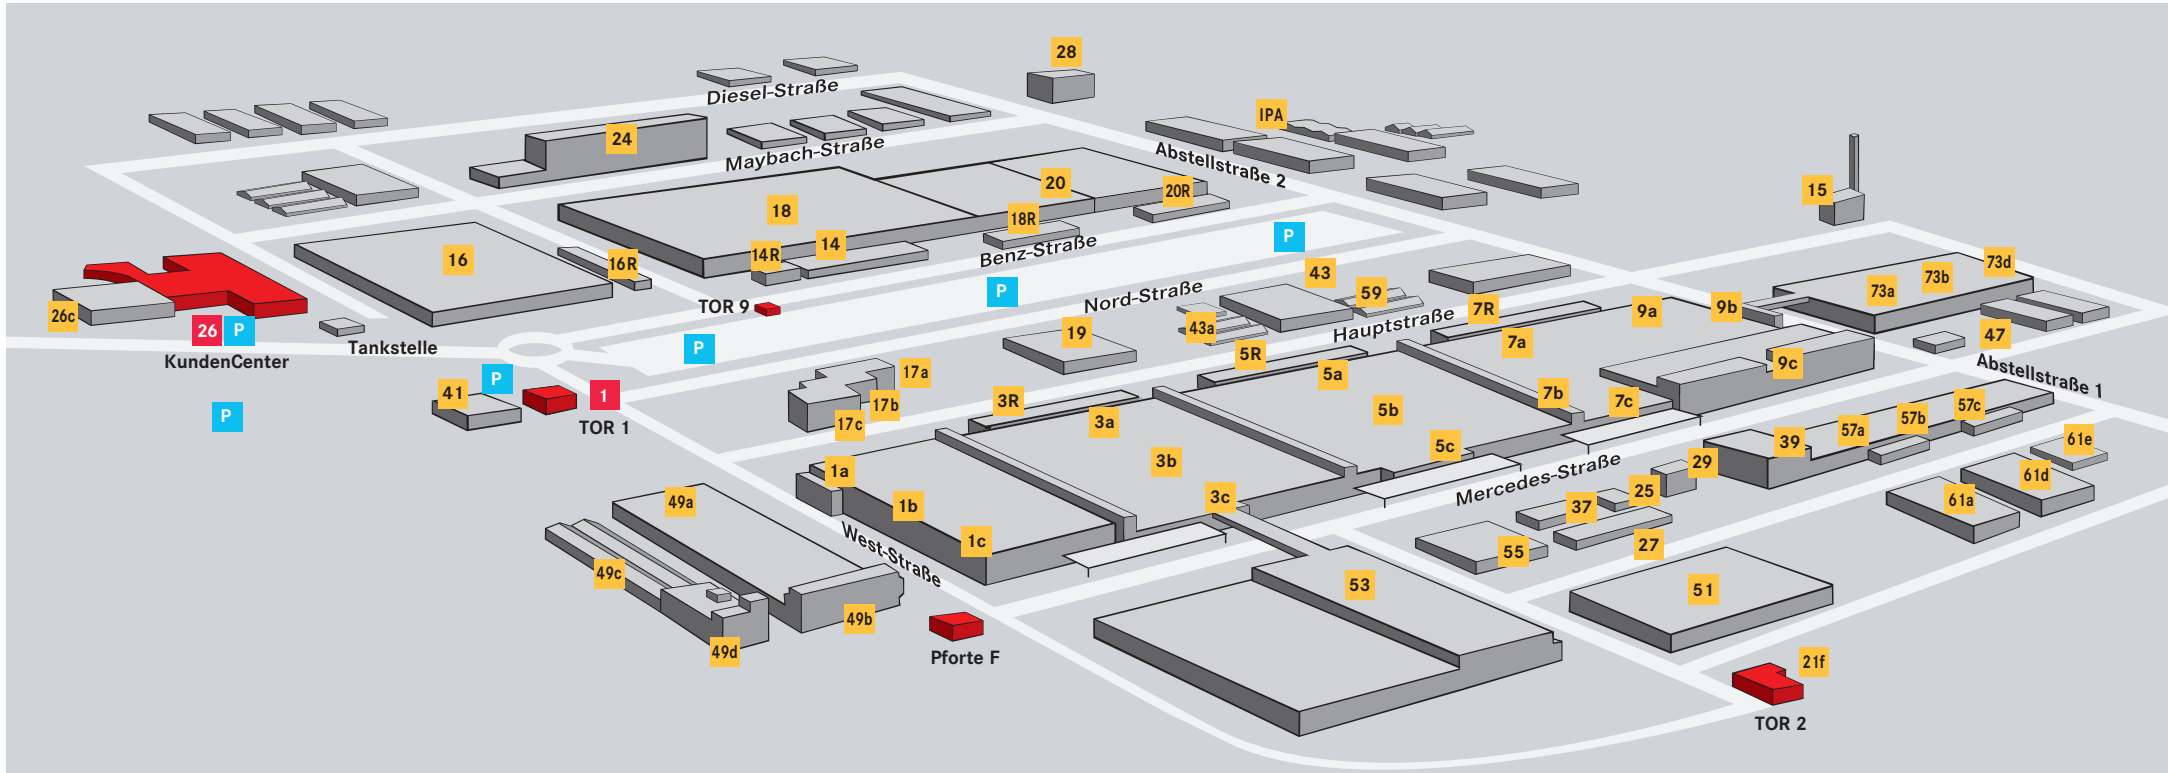 28
Diesel-Straße
IPA
24
Maybach-Straße
Abstellstraße 2
20
20R
15
18
18R
14R
14
Benz-Straße
P
16
16R
43
73d
73b
73a
26c
26
P
KundenCenter
Tankstelle
TOR 9
P
Nord-Straße
59
43a
Hauptstraße
7R
9a
9b
47
Abstellstraße 1
P
19
5R
5a
7a
9c
P
41
1
TOR 1
P
17a
17b
17c
3R
3a
5b
7b
7c
57c
57b
57a
39
61e
61d
61a
1a
1b
1c
3b
3c
5c
Mercedes-Straße
29
25
37
27
55
49a
West-Straße
49c
49b
49d
Pforte F
53
51
21f
TOR 2